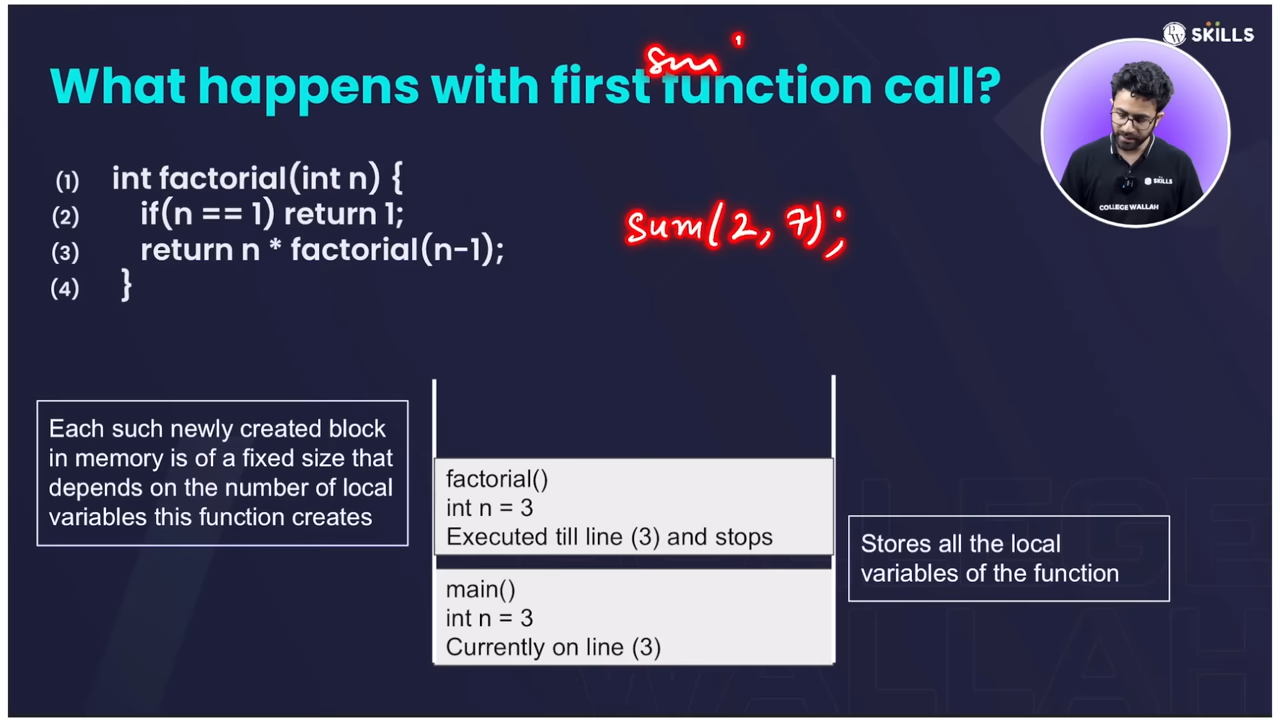 SKILLS
sum
What happens with first function call?
(1) int factorial(int n) {
(2) if(n == 1) return 1;
(3) return n * factorial(n-1);
(4) }
sum(2, 7);
SKILLS
COLLEGE WALLAH
Each such newly created block
in memory is of a fixed size that
depends on the number of local
variables this function creates
factorial()
int n = 3
Executed till line (3) and stops
main()
int n = 3
Currently on line (3)
Stores all the local
variables of the function
WALLAH